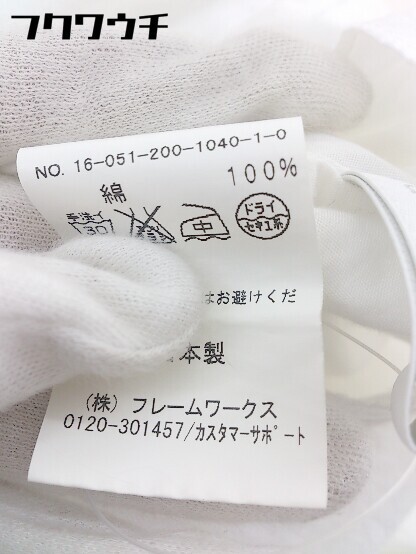 フクワウチ
NO. 16-051-200-1040-1-0
綿 100%
手洗イ 30 中 ドライ セキユ系
はお避けくだ
本製
(株) フレームワークス
0120-301457/カスタマーサポート